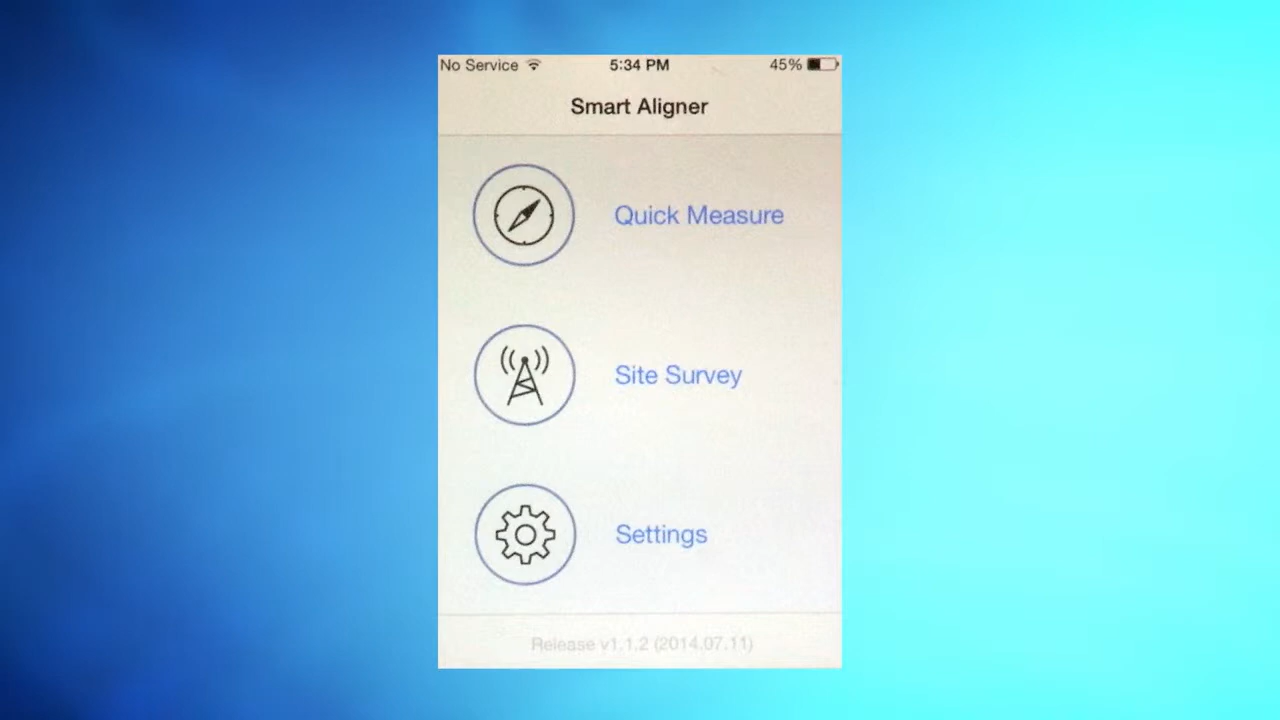 No Service 5:34 PM 45%
Smart Aligner
Quick Measure
Site Survey
Settings
Release v1.1.2 (2014.07.11)